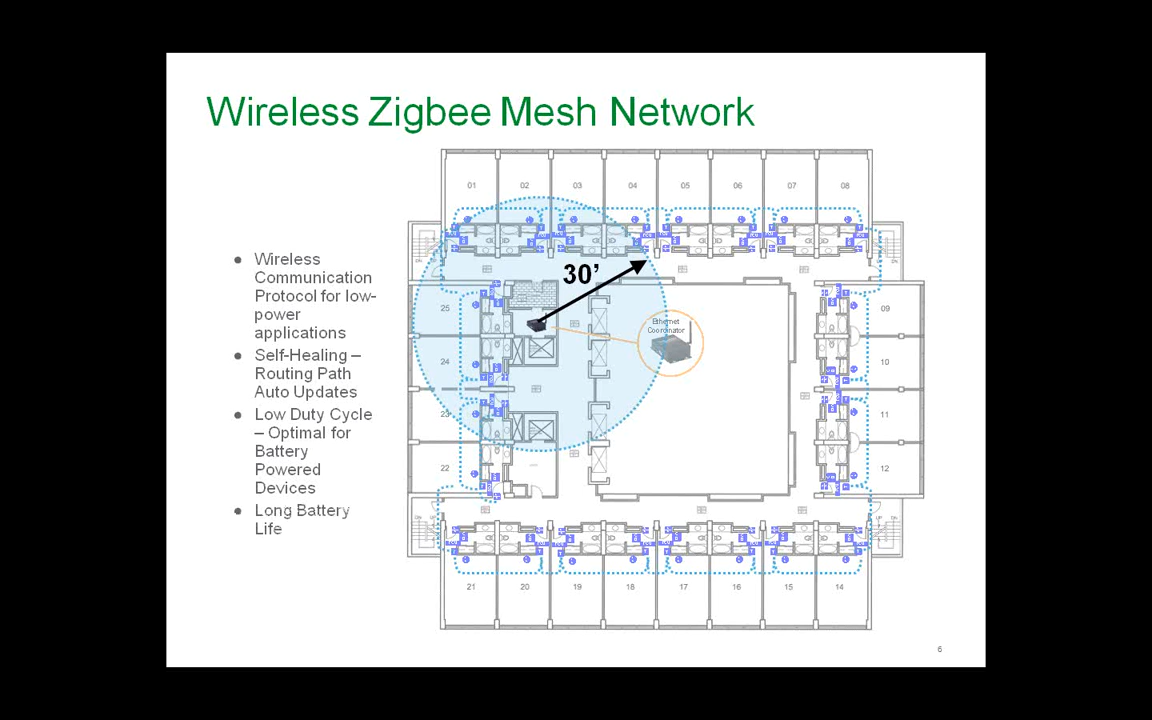 Wireless Zigbee Mesh Network
● Wireless
Communication
Protocol for low-
power
applications
● Self-Healing –
Routing Path
Auto Updates
● Low Duty Cycle
– Optimal for
Battery
Powered
Devices
● Long Battery
Life
01 02 03 04 05 06 07 08
30’
Ethernet
Coordinator
25 09
24 10
23 11
22 12
21 20 19 18 17 16 15 14
6